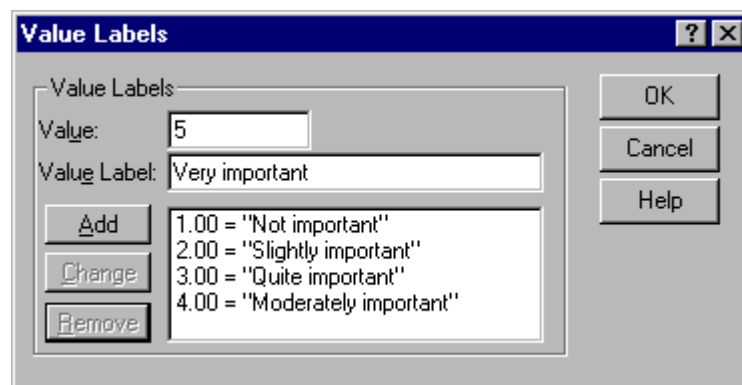 Value Labels
? X
Value Labels
OK
Value:
5
Cancel
Value Label:
Very important
Help
Add
1.00 = "Not important"
2.00 = "Slightly important"
Change
3.00 = "Quite important"
4.00 = "Moderately important"
Remove